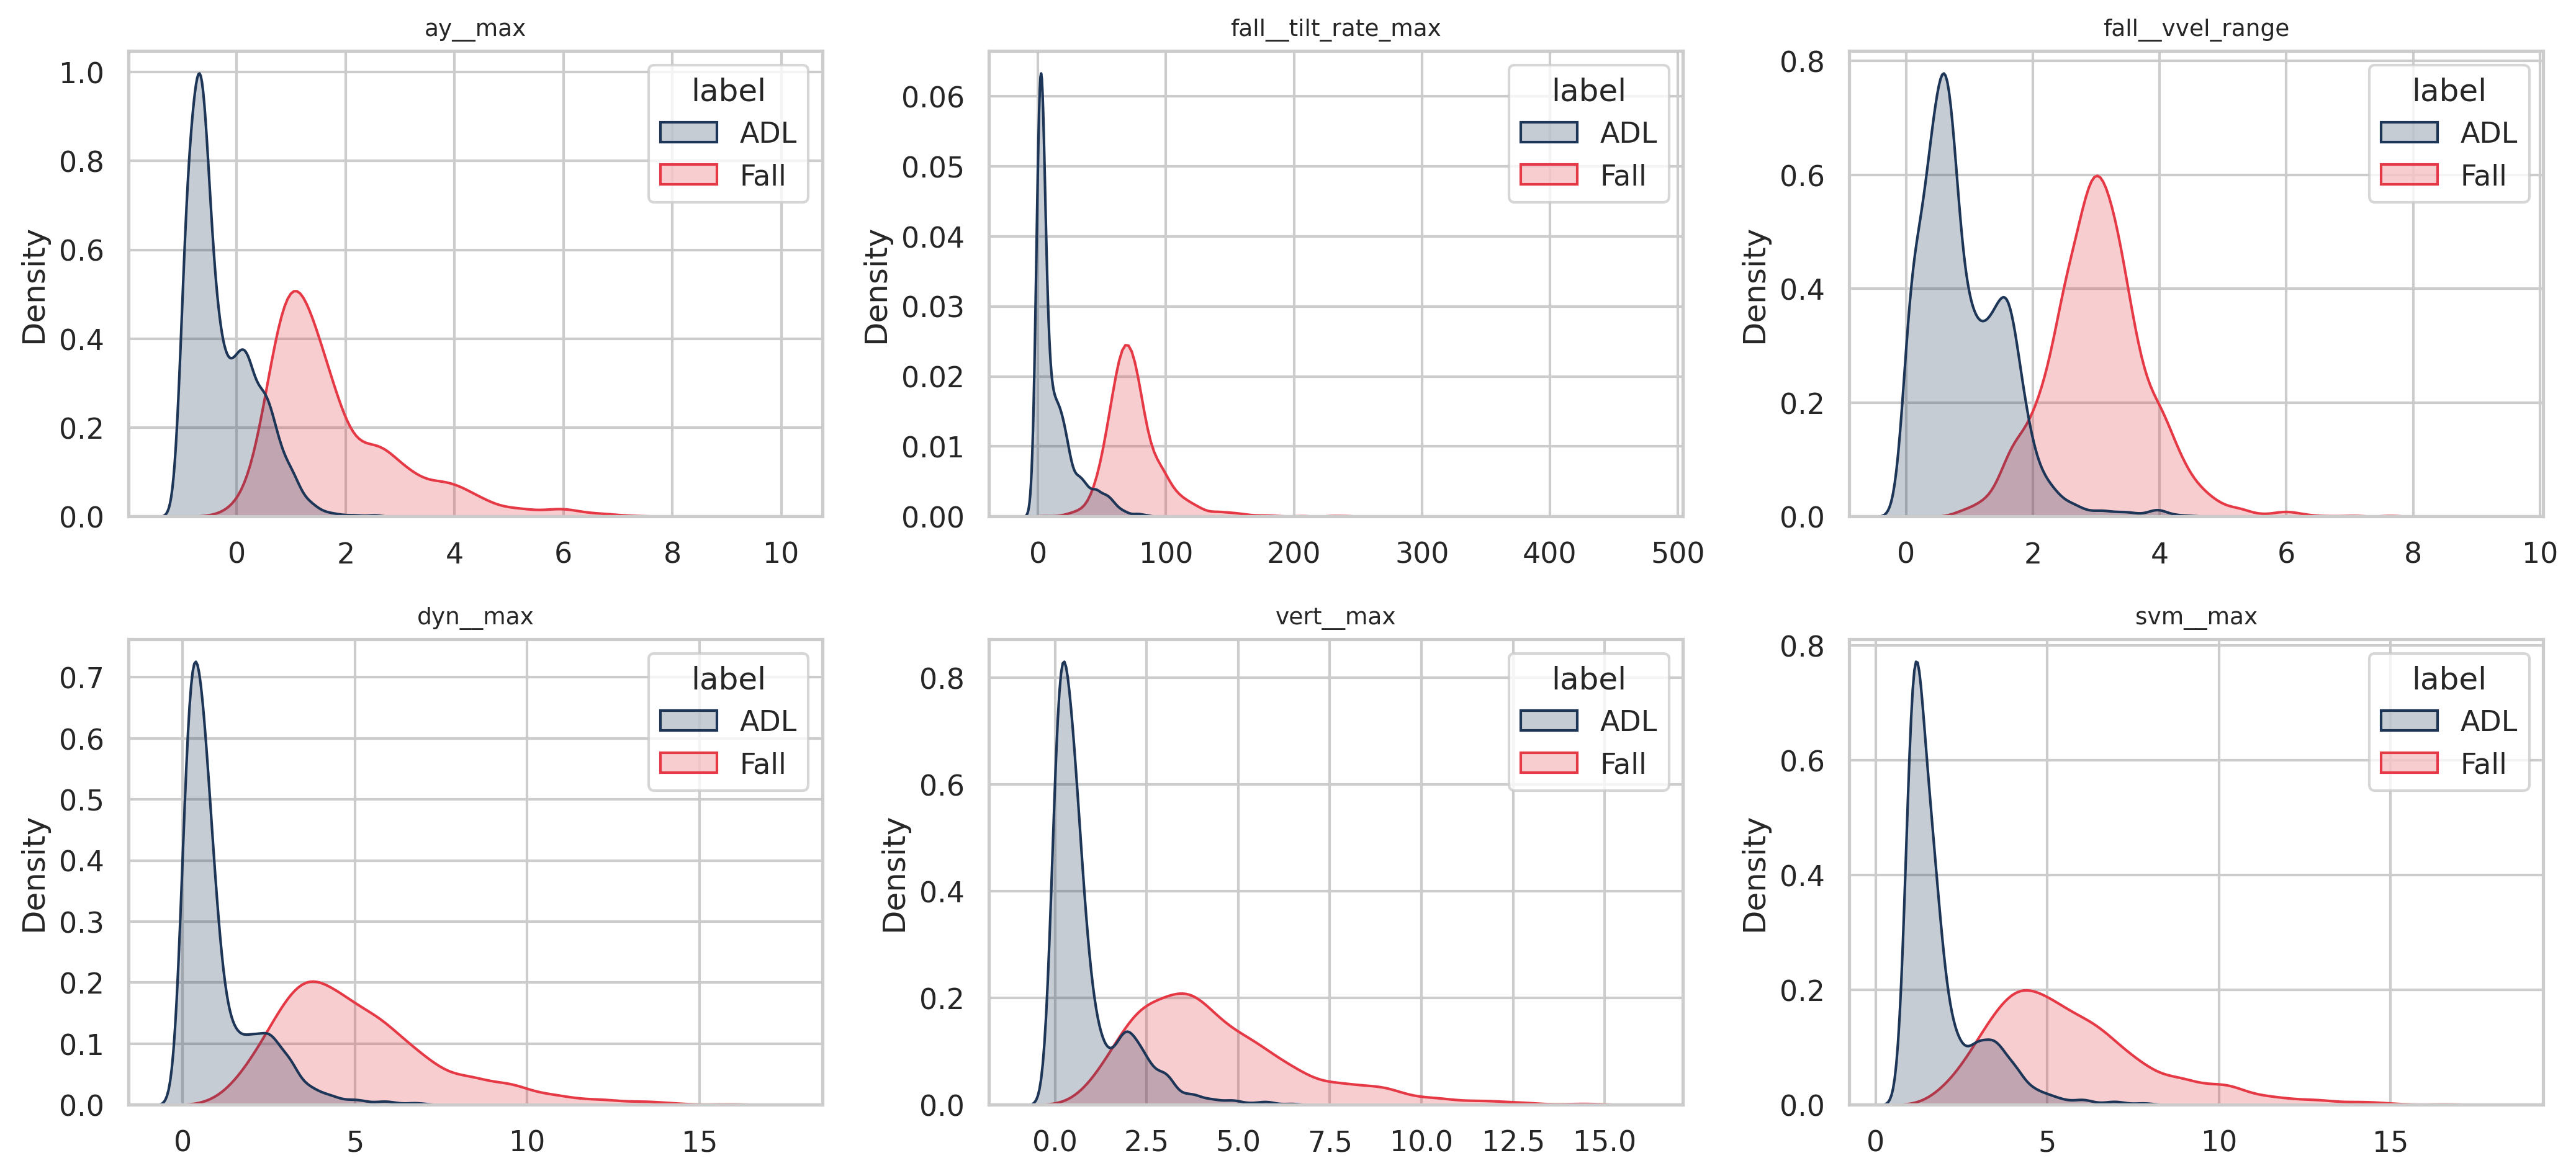 ay__max
fall__tilt_rate_max
fall__vvel_range
Density
1.0
0.8
0.6
0.4
0.2
0.0
0 2 4 6 8 10
label
ADL
Fall
Density
0.06
0.05
0.04
0.03
0.02
0.01
0.00
0 100 200 300 400 500
label
ADL
Fall
Density
0.8
0.6
0.4
0.2
0.0
0 2 4 6 8 10
label
ADL
Fall
dyn__max
vert__max
svm__max
Density
0.7
0.6
0.5
0.4
0.3
0.2
0.1
0.0
0 5 10 15
label
ADL
Fall
Density
0.8
0.6
0.4
0.2
0.0
0.0 2.5 5.0 7.5 10.0 12.5 15.0
label
ADL
Fall
Density
0.8
0.6
0.4
0.2
0.0
0 5 10 15
label
ADL
Fall